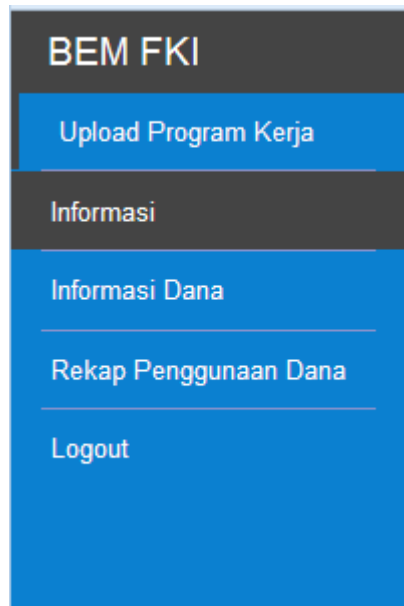 BEM FKI
Upload Program Kerja
Informasi
Informasi Dana
Rekap Penggunaan Dana
Logout